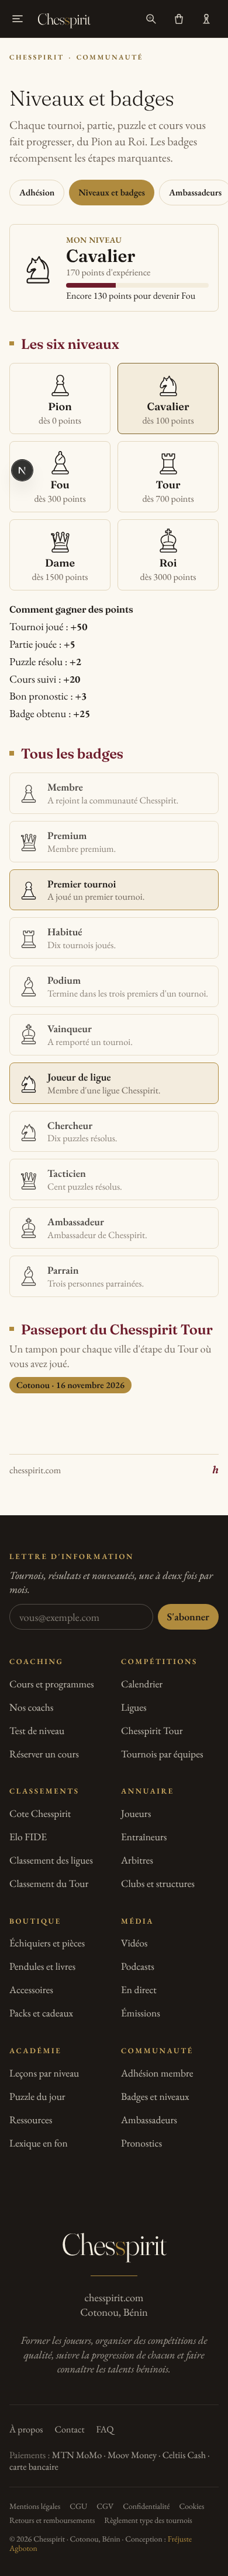 Chesspirit
CHESSPIRIT · COMMUNAUTÉ
Niveaux et badges
Chaque tournoi, partie, puzzle et cours vous
fait progresser, du Pion au Roi. Les badges
récompensent les étapes marquantes.
Adhésion
Niveaux et badges
Ambassadeurs
MON NIVEAU
Cavalier
170 points d'expérience
Encore 130 points pour devenir Fou
Les six niveaux
Pion
dès 0 points
Cavalier
dès 100 points
N
Fou
dès 300 points
Tour
dès 700 points
Dame
dès 1500 points
Roi
dès 3000 points
Comment gagner des points
Tournoi joué : +50
Partie jouée : +5
Puzzle résolu : +2
Cours suivi : +20
Bon pronostic : +3
Badge obtenu : +25
Tous les badges
Membre
A rejoint la communauté Chesspirit.
Premium
Membre premium.
Premier tournoi
A joué un premier tournoi.
Habitué
Dix tournois joués.
Podium
Termine dans les trois premiers d'un tournoi.
Vainqueur
A remporté un tournoi.
Joueur de ligue
Membre d'une ligue Chesspirit.
Chercheur
Dix puzzles résolus.
Tacticien
Cent puzzles résolus.
Ambassadeur
Ambassadeur de Chesspirit.
Parrain
Trois personnes parrainées.
Passeport du Chesspirit Tour
Un tampon pour chaque ville d'étape du Tour où
vous avez joué.
Cotonou · 16 novembre 2026
chesspirit.com
h
LETTRE D'INFORMATION
Tournois, résultats et nouveautés, une à deux fois par
mois.
vous@exemple.com
S'abonner
COACHING
Cours et programmes
Nos coachs
Test de niveau
Réserver un cours
COMPÉTITIONS
Calendrier
Ligues
Chesspirit Tour
Tournois par équipes
CLASSEMENTS
Cote Chesspirit
Elo FIDE
Classement des ligues
Classement du Tour
ANNUAIRE
Joueurs
Entraîneurs
Arbitres
Clubs et structures
BOUTIQUE
Échiquiers et pièces
Pendules et livres
Accessoires
Packs et cadeaux
MÉDIA
Vidéos
Podcasts
En direct
Émissions
ACADÉMIE
Leçons par niveau
Puzzle du jour
Ressources
Lexique en fon
COMMUNAUTÉ
Adhésion membre
Badges et niveaux
Ambassadeurs
Pronostics
Chesspirit
chesspirit.com
Cotonou, Bénin
Former les joueurs, organiser des compétitions de
qualité, suivre la progression de chacun et faire
connaître les talents béninois.
À propos
Contact
FAQ
Paiements : MTN MoMo · Moov Money · Celtiis Cash ·
carte bancaire
Mentions légales
CGU
CGV
Confidentialité
Cookies
Retours et remboursements
Règlement type des tournois
© 2026 Chesspirit · Cotonou, Bénin · Conception : Fréjuste
Agboton